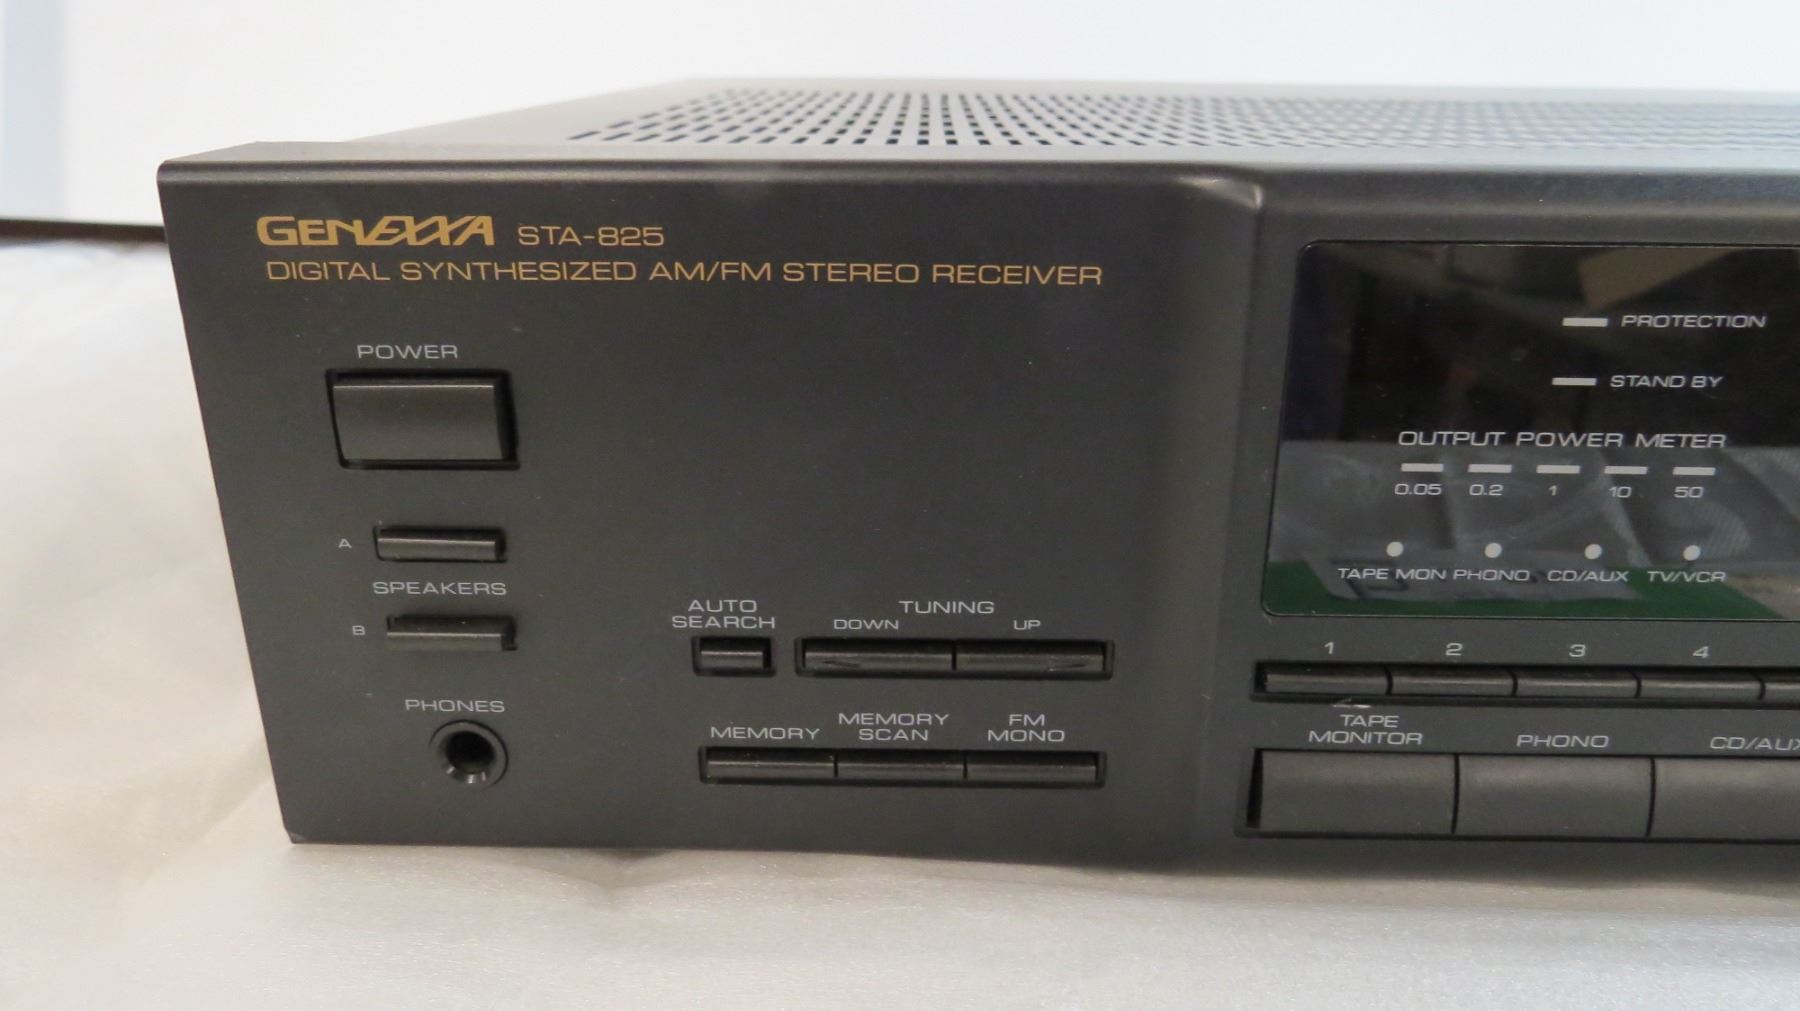 GENEXXA STA-825
DIGITAL SYNTHESIZED AM/FM STEREO RECEIVER
POWER
A
SPEAKERS
B
PHONES
AUTO
SEARCH
TUNING
DOWN UP
MEMORY
MEMORY
SCAN
FM
MONO
PROTECTION
STAND BY
OUTPUT POWER METER
0.05 0.2 1 10 50
TAPE MON PHONO CD/AUX TV/VCR
1 2 3 4
TAPE
MONITOR
PHONO
CD/AUX